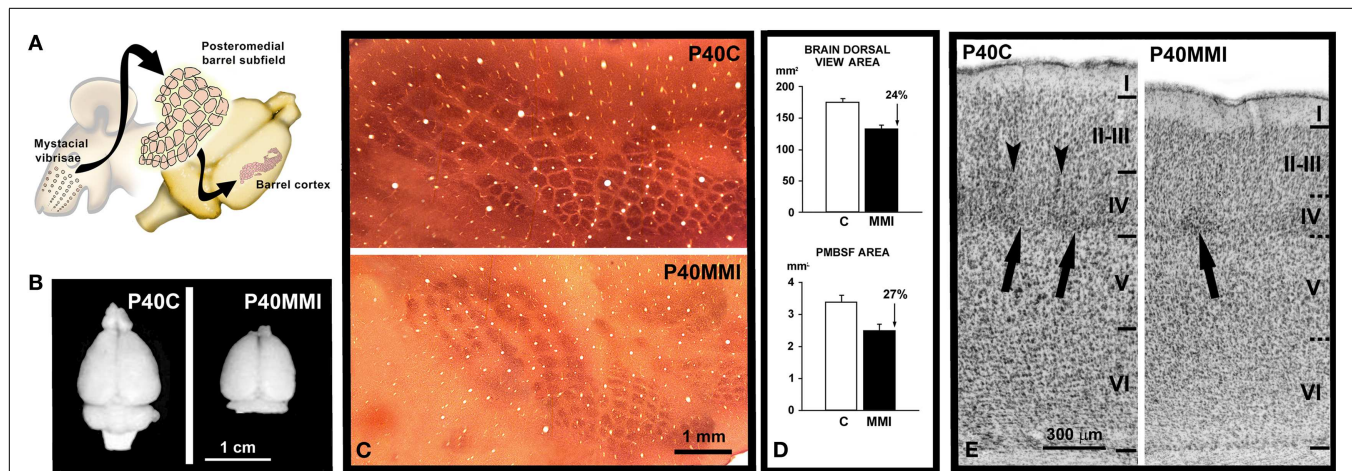 A
Posteromedial
barrel subfield
Mystacial
vibrisae
Barrel cortex
B
P40C
P40MMI
1 cm
C
P40C
P40MMI
1 mm
D
BRAIN DORSAL
VIEW AREA
mm²
200
150
100
50
0
24%
C MMI
PMBSF AREA
mm²
4
3
2
1
0
27%
C MMI
E
P40C
P40MMI
I
II-III
IV
V
VI
300 µm
I
II-III
IV
V
VI